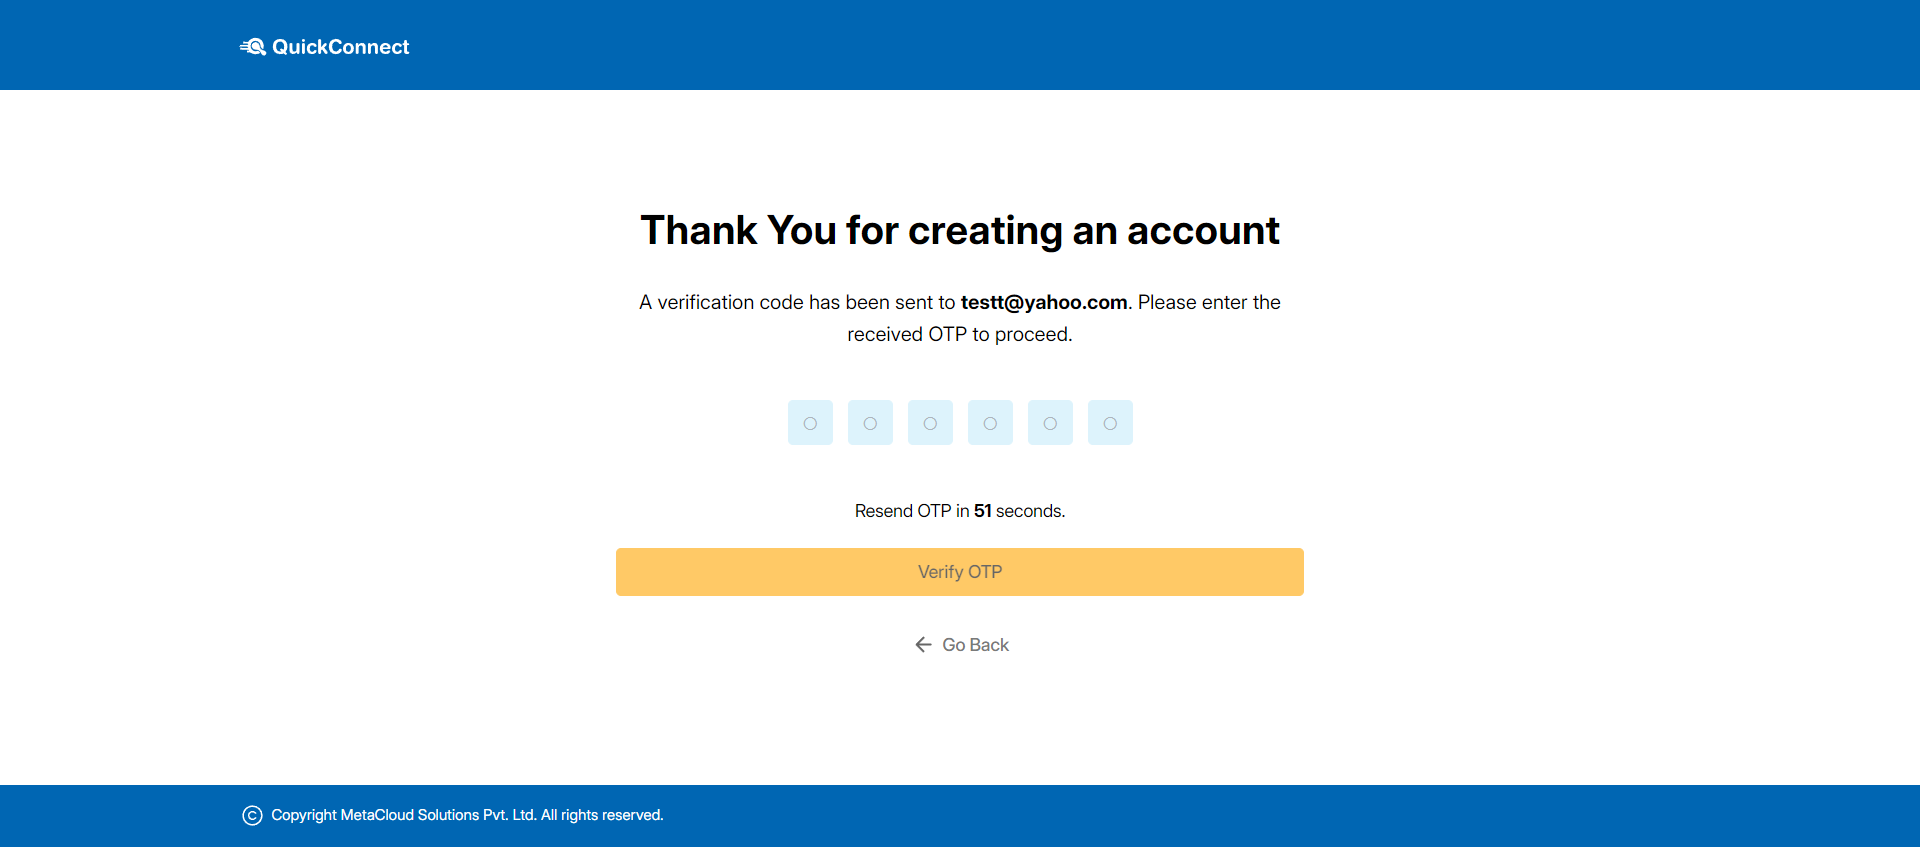 QuickConnect
Thank You for creating an account
A verification code has been sent to testt@yahoo.com. Please enter the
received OTP to proceed.
Resend OTP in 51 seconds.
Verify OTP
Go Back
© Copyright MetaCloud Solutions Pvt. Ltd. All rights reserved.